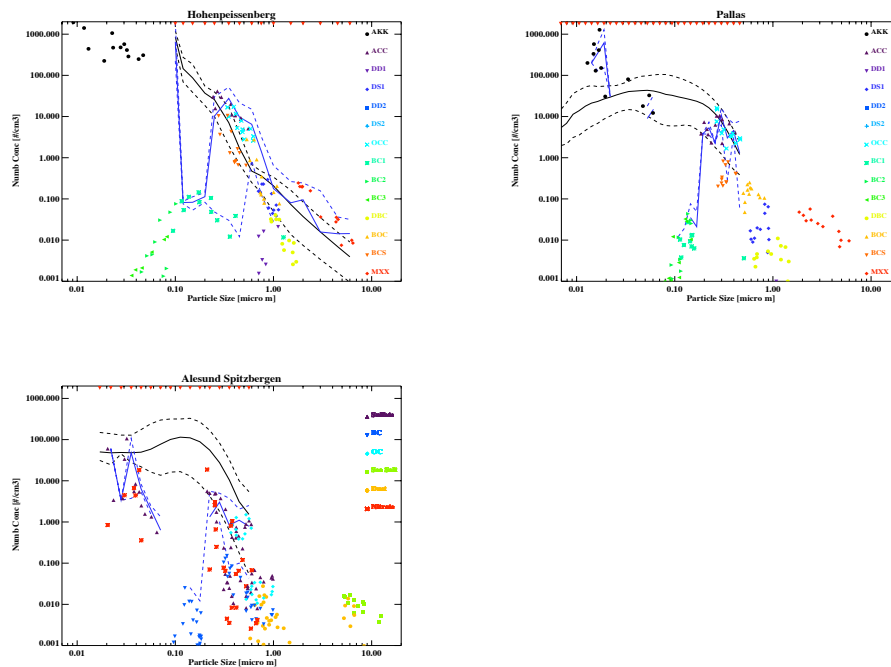 Hohenpeissenberg
1000.000
100.000
10.000
1.000
0.100
0.010
0.001
Numb Conc [#/cm3]
0.01
0.10
1.00
10.00
Particle Size [micro m]
AKK
ACC
DD1
DS1
DD2
DS2
OCC
BC1
BC2
BC3
DBC
BOC
BCS
MXX
Pallas
1000.000
100.000
10.000
1.000
0.100
0.010
0.001
Numb Conc [#/cm3]
0.01
0.10
1.00
10.00
Particle Size [micro m]
AKK
ACC
DD1
DS1
DD2
DS2
OCC
BC1
BC2
BC3
DBC
BOC
BCS
MXX
Alesund Spitzbergen
1000.000
100.000
10.000
1.000
0.100
0.010
0.001
Numb Conc [#/cm3]
0.01
0.10
1.00
10.00
Particle Size [micro m]
BC
OC
Sea Salt
Dust
Nitrate